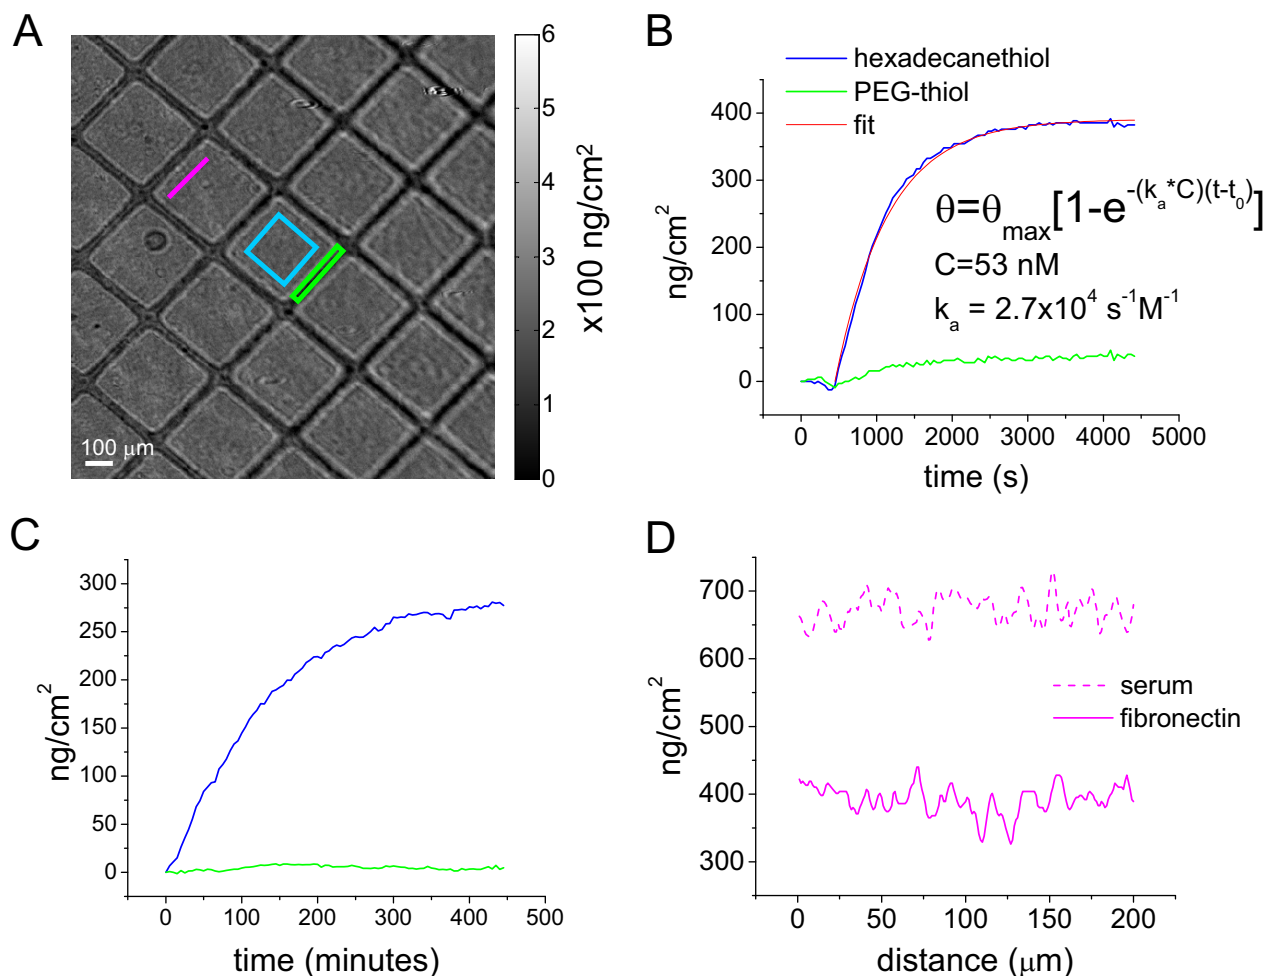 A
6
5
4
3
2
1
0
x100 ng/cm²
100 μm
B
hexadecanethiol
PEG-thiol
fit
400
300
200
100
0
ng/cm²
θ=θmax[1-e^-(ka*C)(t-t0)]
C=53 nM
ka = 2.7x10⁴ s⁻¹M⁻¹
0 1000 2000 3000 4000 5000
time (s)
C
300
250
200
150
100
50
0
ng/cm²
0 100 200 300 400 500
time (minutes)
D
700
600
500
400
300
ng/cm²
serum
fibronectin
0 50 100 150 200
distance (μm)